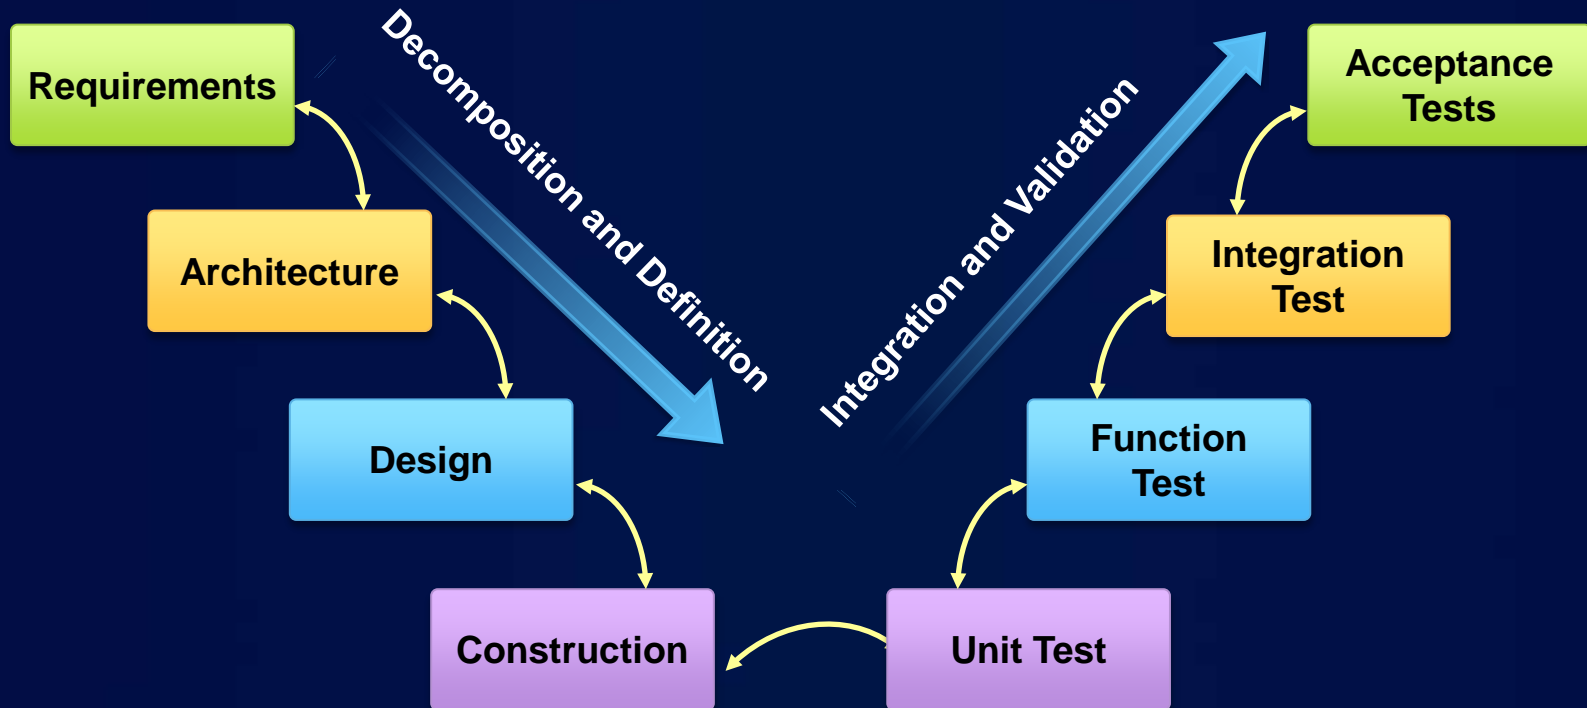 Requirements
Decomposition and Definition
Integration and Validation
Acceptance
Tests
Architecture
Integration
Test
Design
Function
Test
Construction
Unit Test